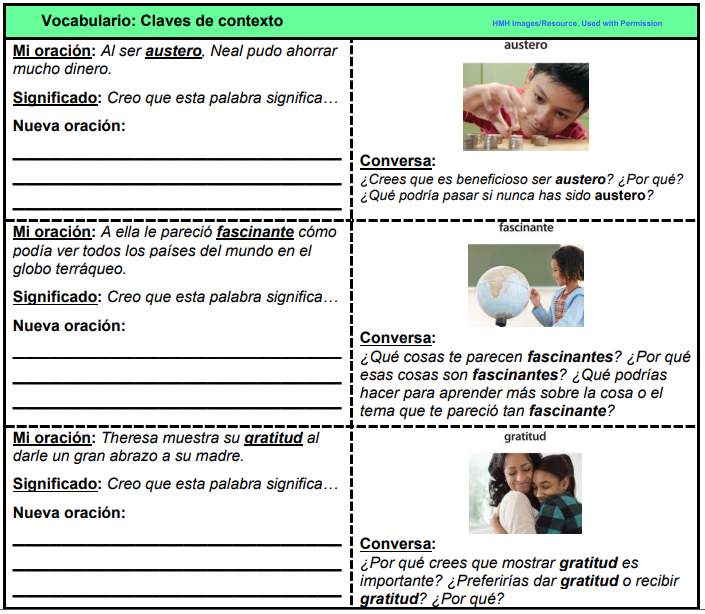 Vocabulario: Claves de contexto
HMH Images/Resource. Used with Permission
Mi oración: Al ser austero, Neal pudo ahorrar
mucho dinero.
Significado: Creo que esta palabra significa…
Nueva oración:
austero
Conversa:
¿Crees que es beneficioso ser austero? ¿Por qué?
¿Qué podría pasar si nunca has sido austero?
Mi oración: A ella le pareció fascinante cómo
podía ver todos los países del mundo en el
globo terráqueo.
Significado: Creo que esta palabra significa…
Nueva oración:
fascinante
Conversa:
¿Qué cosas te parecen fascinantes? ¿Por qué
esas cosas son fascinantes? ¿Qué podrías
hacer para aprender más sobre la cosa o el
tema que te pareció tan fascinante?
Mi oración: Theresa muestra su gratitud al
darle un gran abrazo a su madre.
Significado: Creo que esta palabra significa…
Nueva oración:
gratitud
Conversa:
¿Por qué crees que mostrar gratitud es
importante? ¿Preferirías dar gratitud o recibir
gratitud? ¿Por qué?